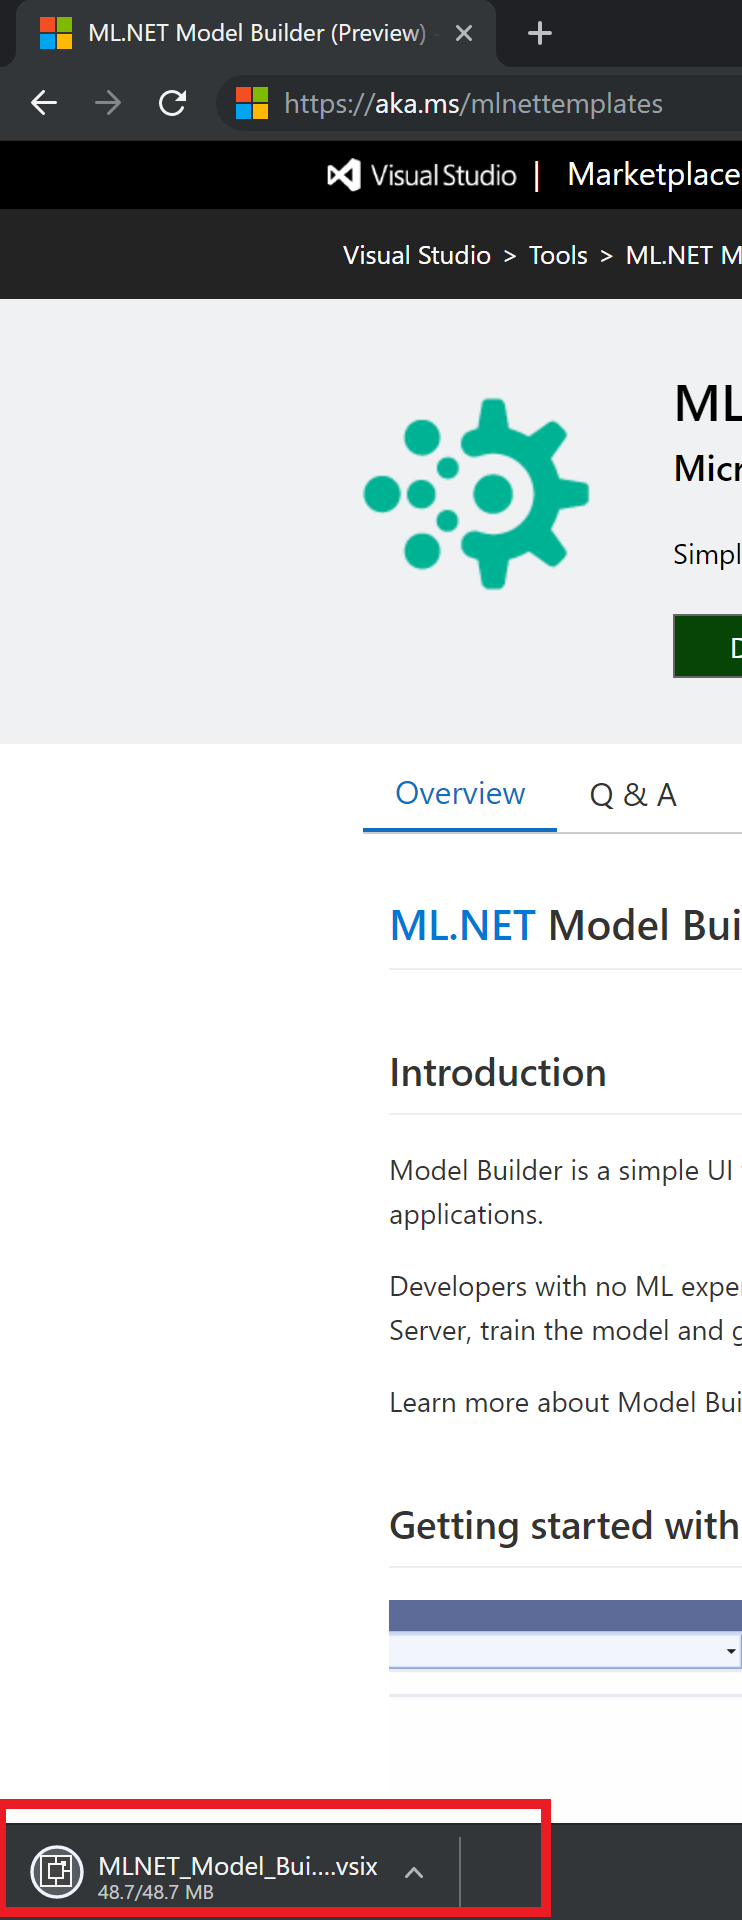 ML.NET Model Builder (Preview) -
https://aka.ms/mlnettemplates
Visual Studio | Marketplace
Visual Studio > Tools > ML.NET M
ML
Micr
Simpl
D
Overview Q & A
ML.NET Model Bui
Introduction
Model Builder is a simple UI
applications.
Developers with no ML exper
Server, train the model and g
Learn more about Model Bui
Getting started with
MLNET_Model_Bui....vsix
48.7/48.7 MB